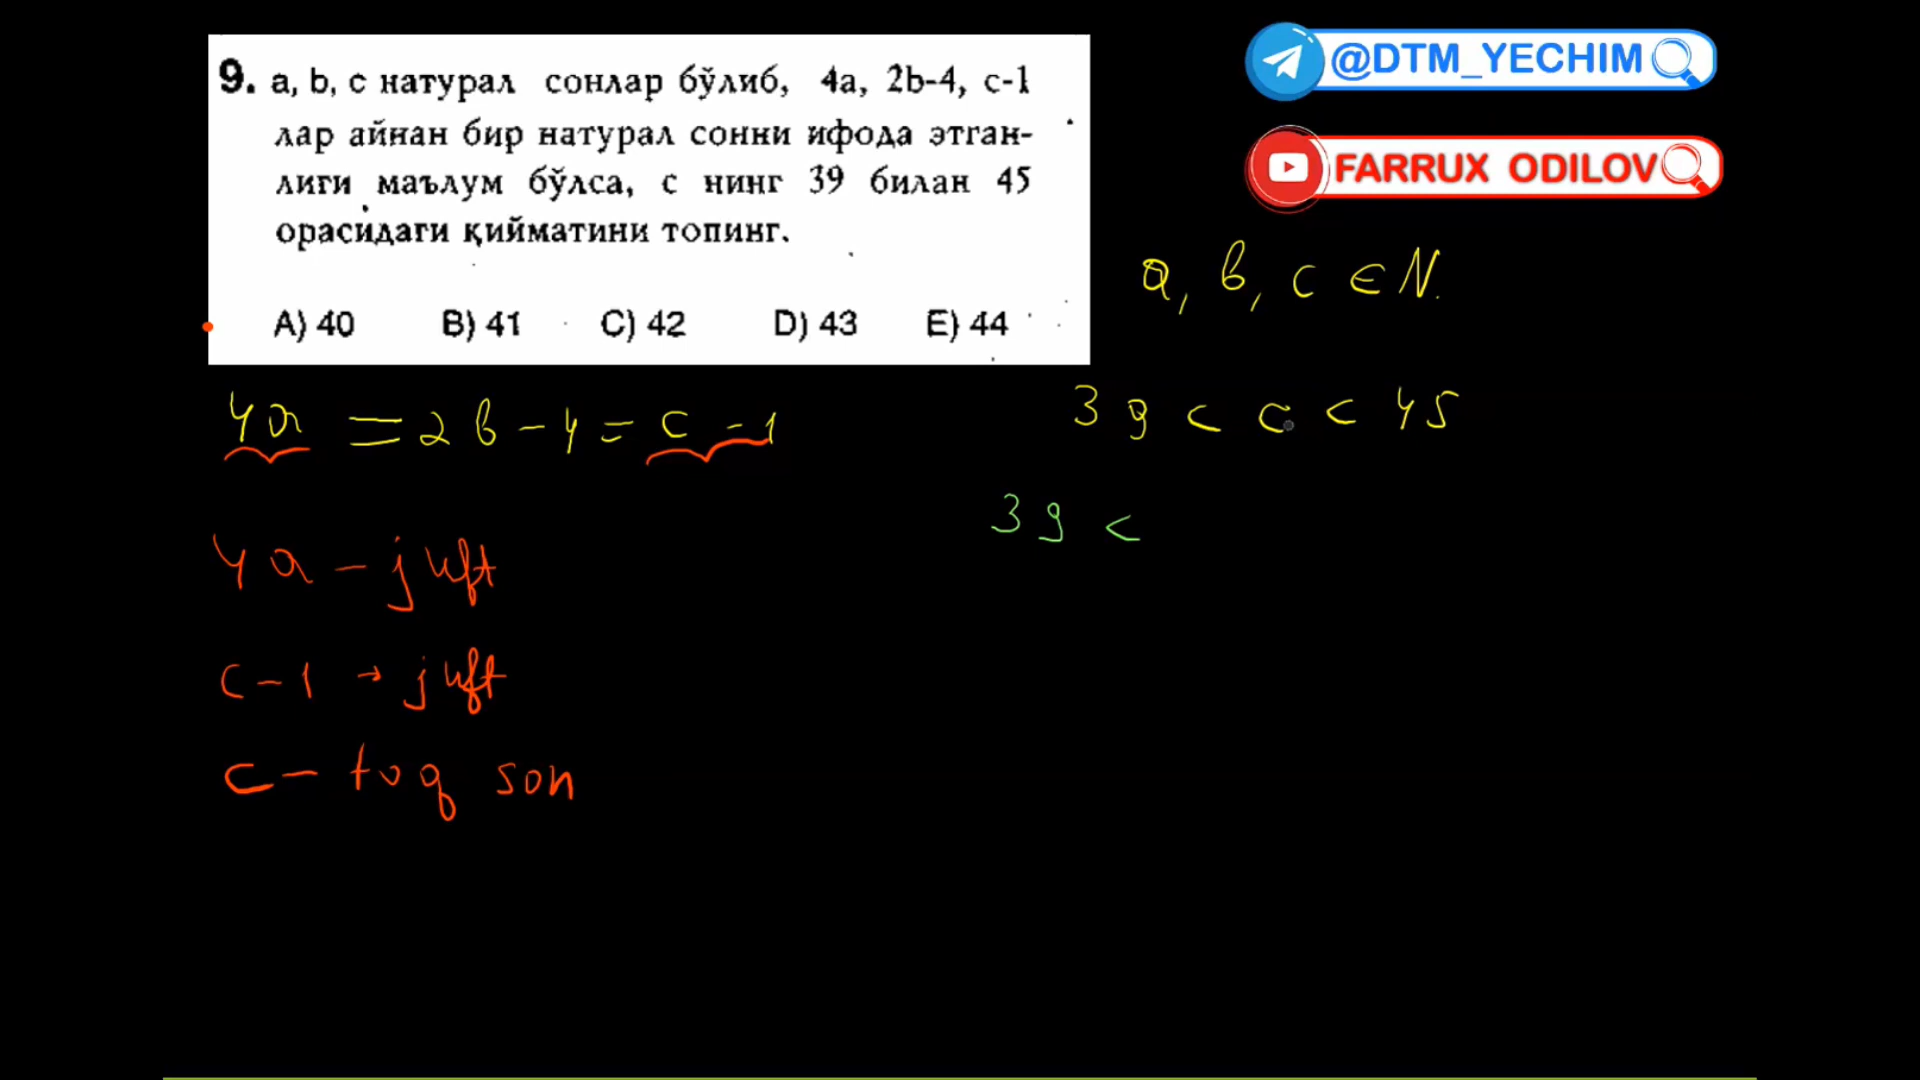 9. a, b, c натурал сонлар бўлиб, 4a, 2b-4, c-1
лар айнан бир натурал сонни ифода этган-
лиги маълум бўлса, с нинг 39 билан 45
орасидаги қийматини топинг.
A) 40 B) 41 C) 42 D) 43 E) 44
@DTM_YECHIM
FARRUX ODILOV
a, b, c ∈ N.
4a = 2b - 4 = c - 1
39 < c < 45
39 <
4a - juft
c - 1 → juft
c - toq son